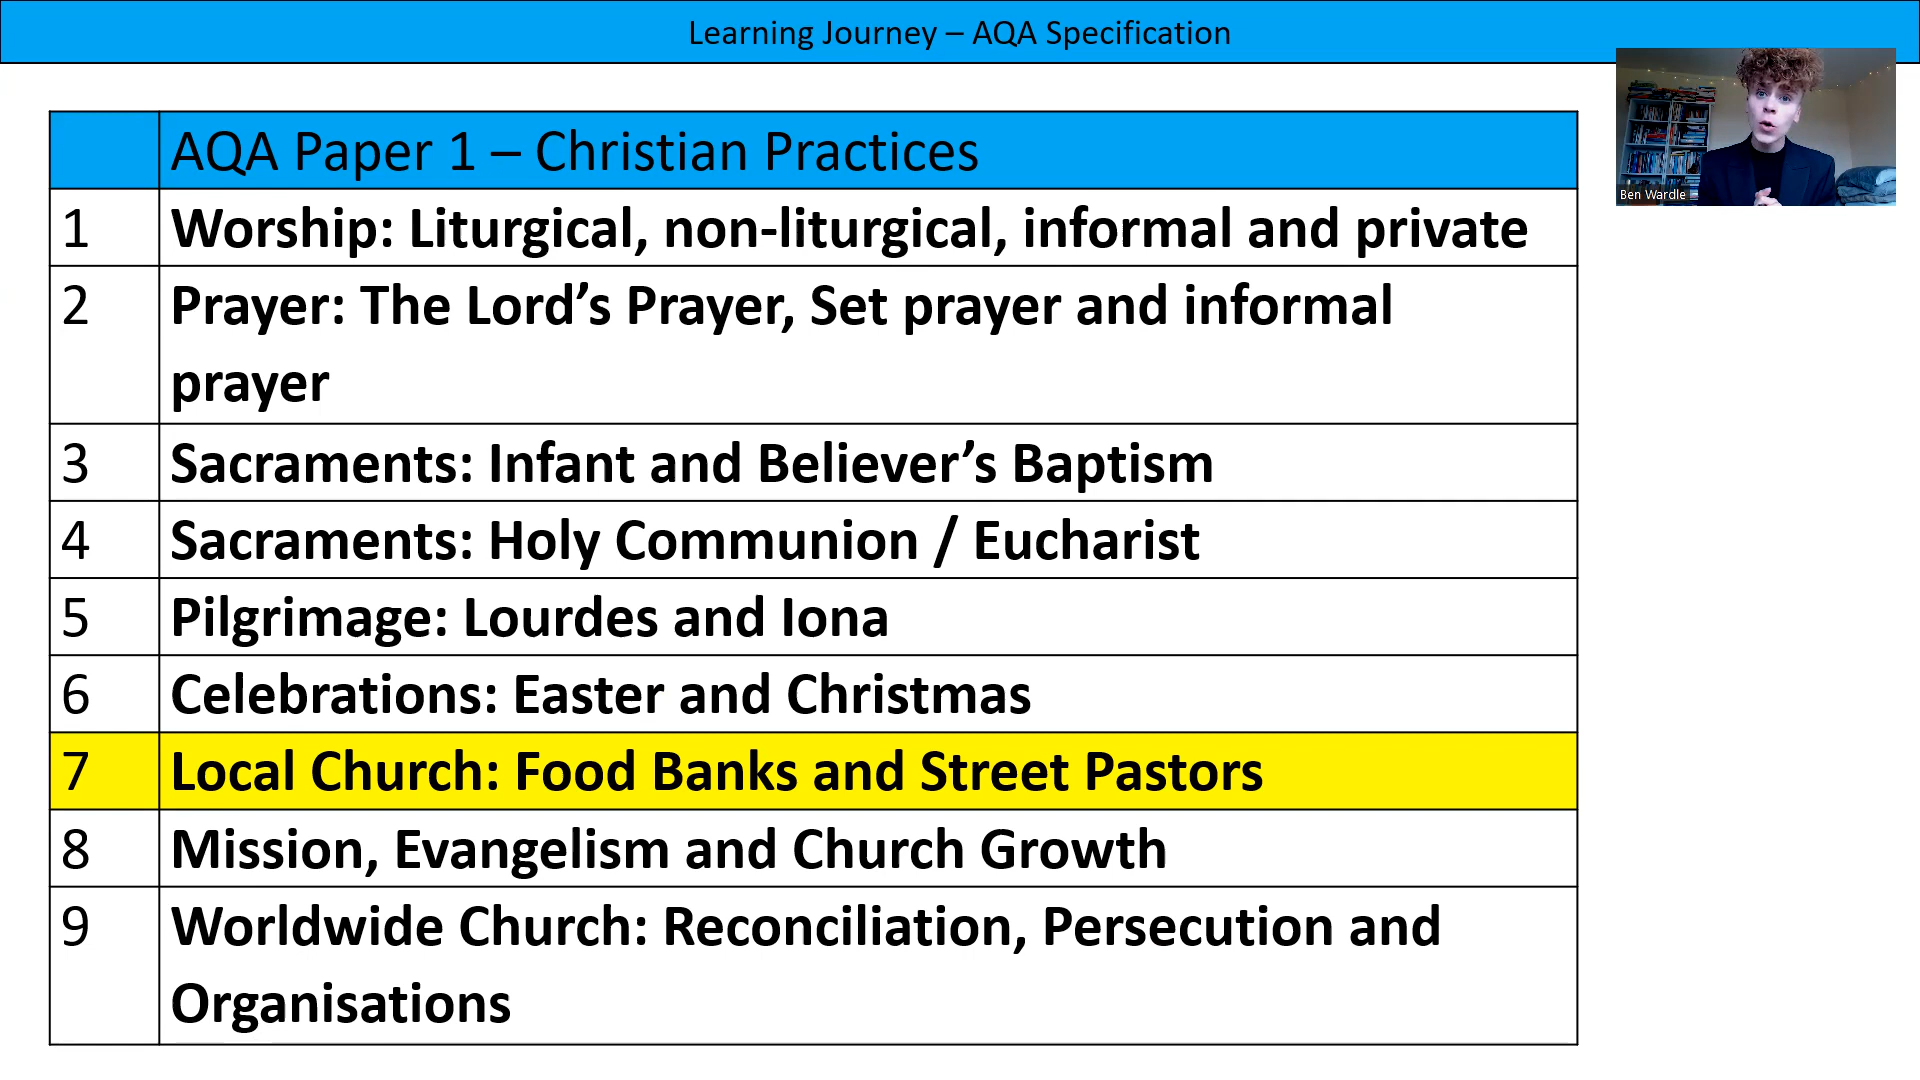 Learning Journey – AQA Specification
Ben Wardle
AQA Paper 1 – Christian Practices
1 Worship: Liturgical, non-liturgical, informal and private
2 Prayer: The Lord’s Prayer, Set prayer and informal
prayer
3 Sacraments: Infant and Believer’s Baptism
4 Sacraments: Holy Communion / Eucharist
5 Pilgrimage: Lourdes and Iona
6 Celebrations: Easter and Christmas
7 Local Church: Food Banks and Street Pastors
8 Mission, Evangelism and Church Growth
9 Worldwide Church: Reconciliation, Persecution and
Organisations